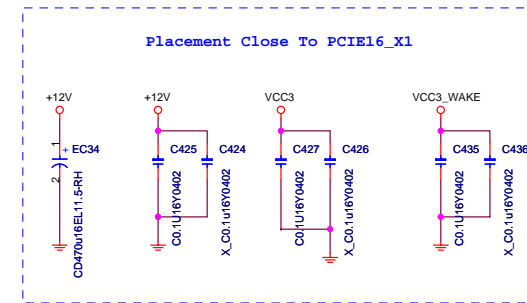 Placement Close To PCIE16_X1
+12V
+12V
VCC3
VCC3_WAKE
1
+
EC34
2
CD470u16EL11.5-RH
C425
C0.1U16Y0402
C424
X_C0.1u16Y0402
C427
C0.1U16Y0402
C426
X_C0.1u16Y0402
C435
C0.1U16Y0402
C436
X_C0.1u16Y0402